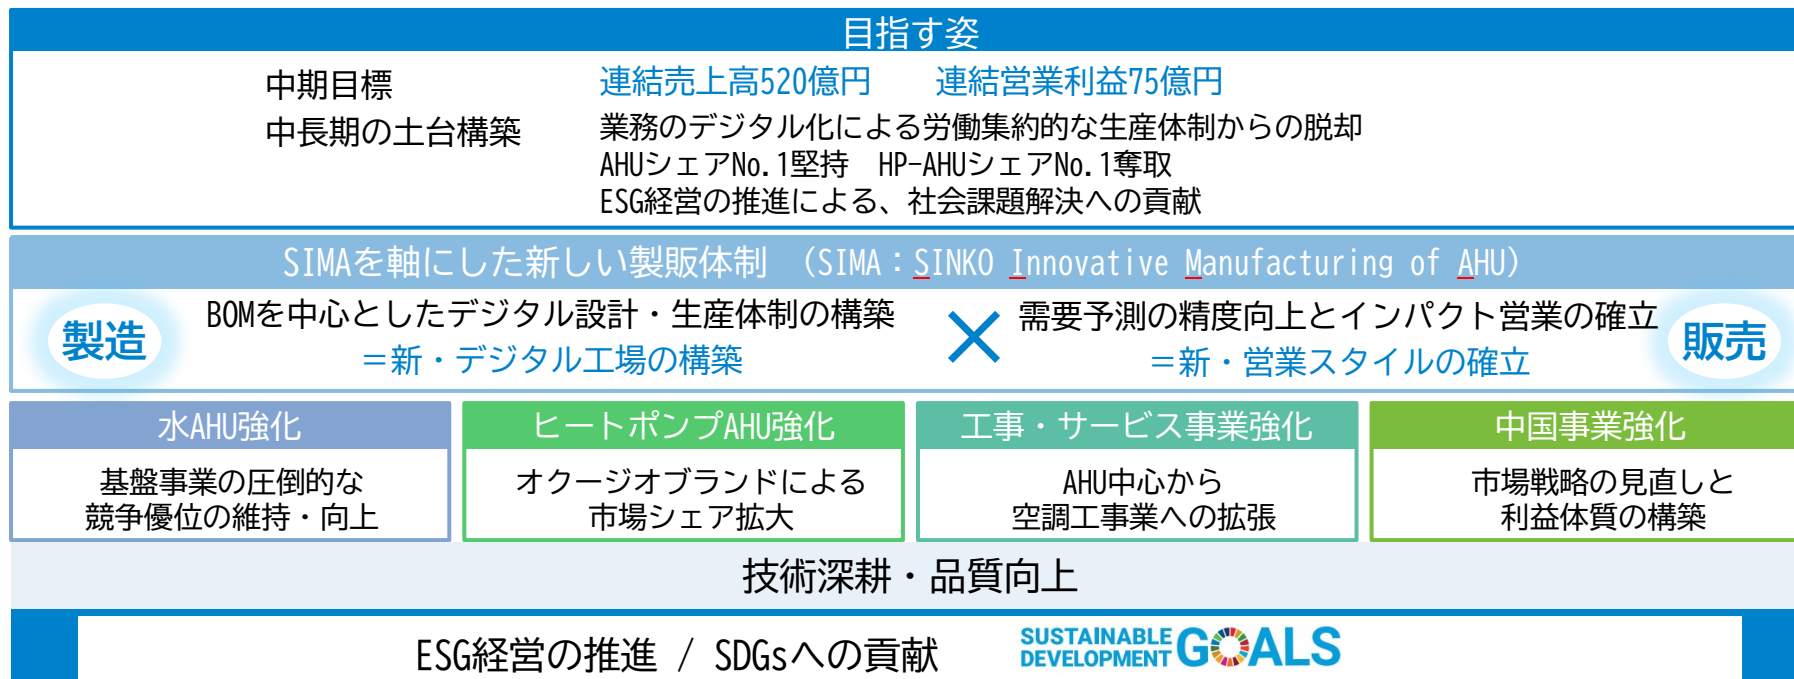 目指す姿
中期目標 連結売上高520億円 連結営業利益75億円
中長期の土台構築 業務のデジタル化による労働集約的な生産体制からの脱却
AHUシェアNo.1堅持 HP-AHUシェアNo.1奪取
ESG経営の推進による、社会課題解決への貢献
SIMAを軸にした新しい製販体制 （SIMA：SINKO Innovative Manufacturing of AHU）
製造
BOMを中心としたデジタル設計・生産体制の構築
＝新・デジタル工場の構築
×
需要予測の精度向上とインパクト営業の確立
＝新・営業スタイルの確立
販売
水AHU強化
基盤事業の圧倒的な
競争優位の維持・向上
ヒートポンプAHU強化
オクージオブランドによる
市場シェア拡大
工事・サービス事業強化
AHU中心から
空調工事業への拡張
中国事業強化
市場戦略の見直しと
利益体質の構築
技術深耕・品質向上
ESG経営の推進 / SDGsへの貢献
SUSTAINABLE
DEVELOPMENT GOALS